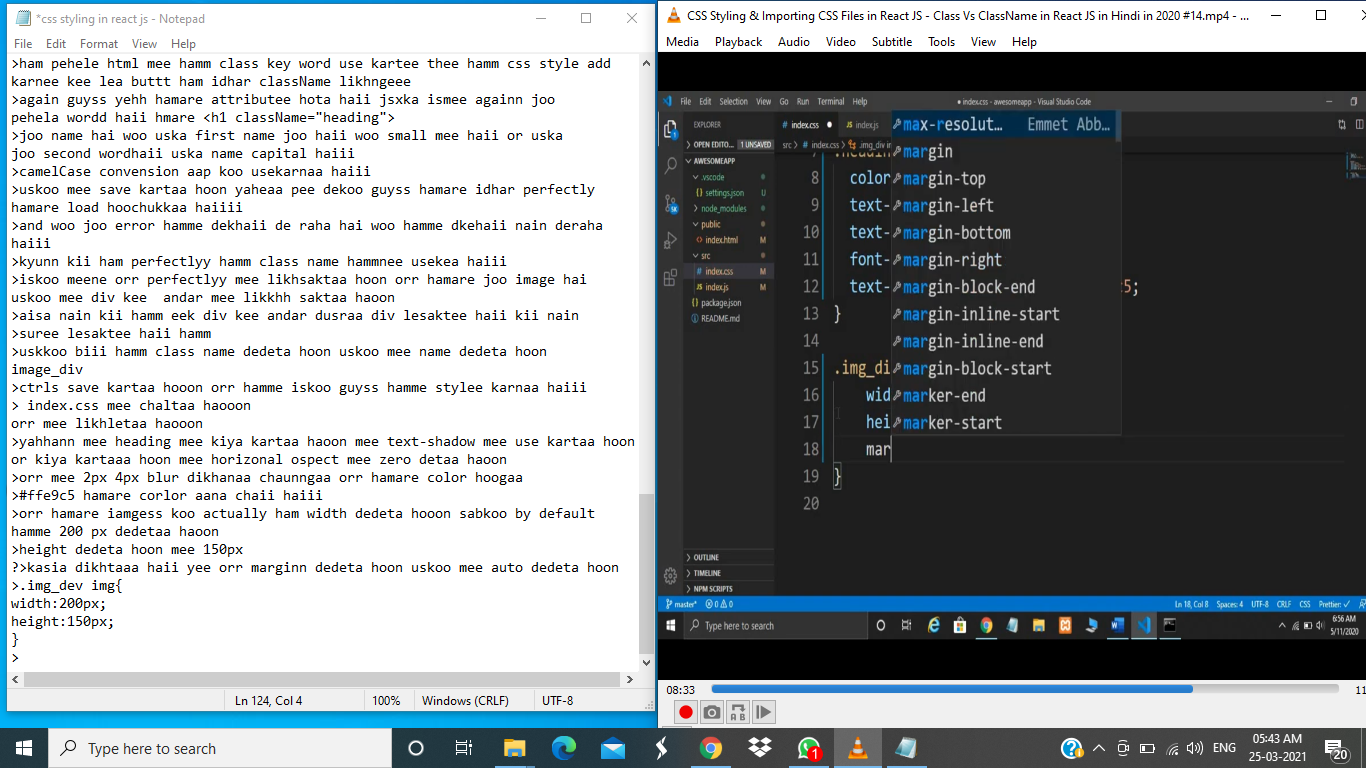 *css styling in react js - Notepad
File Edit Format View Help
>ham pehele html mee hamm class key word use kartee thee hamm css style add
karnee kee lea buttt ham idhar className likhngeee
>again guyss yehh hamare attributee hota haii jsxka ismee againn joo
pehela wordd haii hmare <h1 className="heading">
>joo name hai woo uska first name joo haii woo small mee haii or uska
joo second wordhaii uska name capital haiii
>camelCase convension aap koo usekarnaa haiii
>uskoo mee save kartaa hoon yaheaa pee dekoo guyss hamare idhar perfectly
hamare load hoochukkaa haiiii
>and woo joo error hamme dekhaii de raha hai woo hamme dkehaii nain deraha
haiii
>kyunn kii ham perfectlyy hamm class name hammnee usekea haiii
>iskoo meene orr perfectlyy mee likhsaktaa hoon orr hamare joo image hai
uskoo mee div kee  andar mee likkhh saktaa haoon
>aisa nain kii hamm eek div kee andar dusraa div lesaktee haii kii nain
>suree lesaktee haii hamm
>uskkoo biii hamm class name dedeta hoon uskoo mee name dedeta hoon
image_div
>ctrls save kartaa hooon orr hamme iskoo guyss hamme stylee karnaa haiii
> index.css mee chaltaa haooon
orr mee likhletaa haooon
>yahhann mee heading mee kiya kartaa haoon mee text-shadow mee use kartaa hoon
or kiya kartaaa hoon mee horizonal ospect mee zero detaa haoon
>orr mee 2px 4px blur dikhanaa chaunngaa orr hamare color hoogaa
>#ffe9c5 hamare corlor aana chaii haiii
>orr hamare iamgess koo actually ham width dedeta hooon sabkoo by default
hamme 200 px dedetaa haoon
>height dedeta hoon mee 150px
?>kasia dikhtaaa haii yee orr marginn dedeta hoon uskoo mee auto dedeta hoon
>.img_dev img{
width:200px;
height:150px;
}
>
Ln 124, Col 4 100% Windows (CRLF) UTF-8
CSS Styling & Importing CSS Files in React JS - Class Vs ClassName in React JS in Hindi in 2020 #14.mp4 - ...
Media Playback Audio Video Subtitle Tools View Help
File Edit Selection View Go Run Terminal Help
● index.css - awesomeapp - Visual Studio Code
EXPLORER
OPEN EDITO... 1 UNSAVED
AWESOMEAPP
.vscode
settings.json U
node_modules
public
index.html M
src
index.css M
index.js M
package.json
README.md
OUTLINE
TIMELINE
NPM SCRIPTS
index.css ● index.js
src > # index.css > .img_div
8 color
9 text-
10 text-
11 font-
12 text- 5;
13 }
14
15 .img_di
16 wid
17 hei
18 mar
19 }
20
max-resolut... Emmet Abb...
margin
margin-top
margin-left
margin-bottom
margin-right
margin-block-end
margin-inline-start
margin-inline-end
margin-block-start
marker-end
marker-start
master* 0 0 Ln 18, Col 8 Spaces: 4 UTF-8 CRLF CSS Prettier: ✓
Type here to search
6:56 AM
5/11/2020
08:33
11
A B
Type here to search
1
ENG
05:43 AM
25-03-2021
20